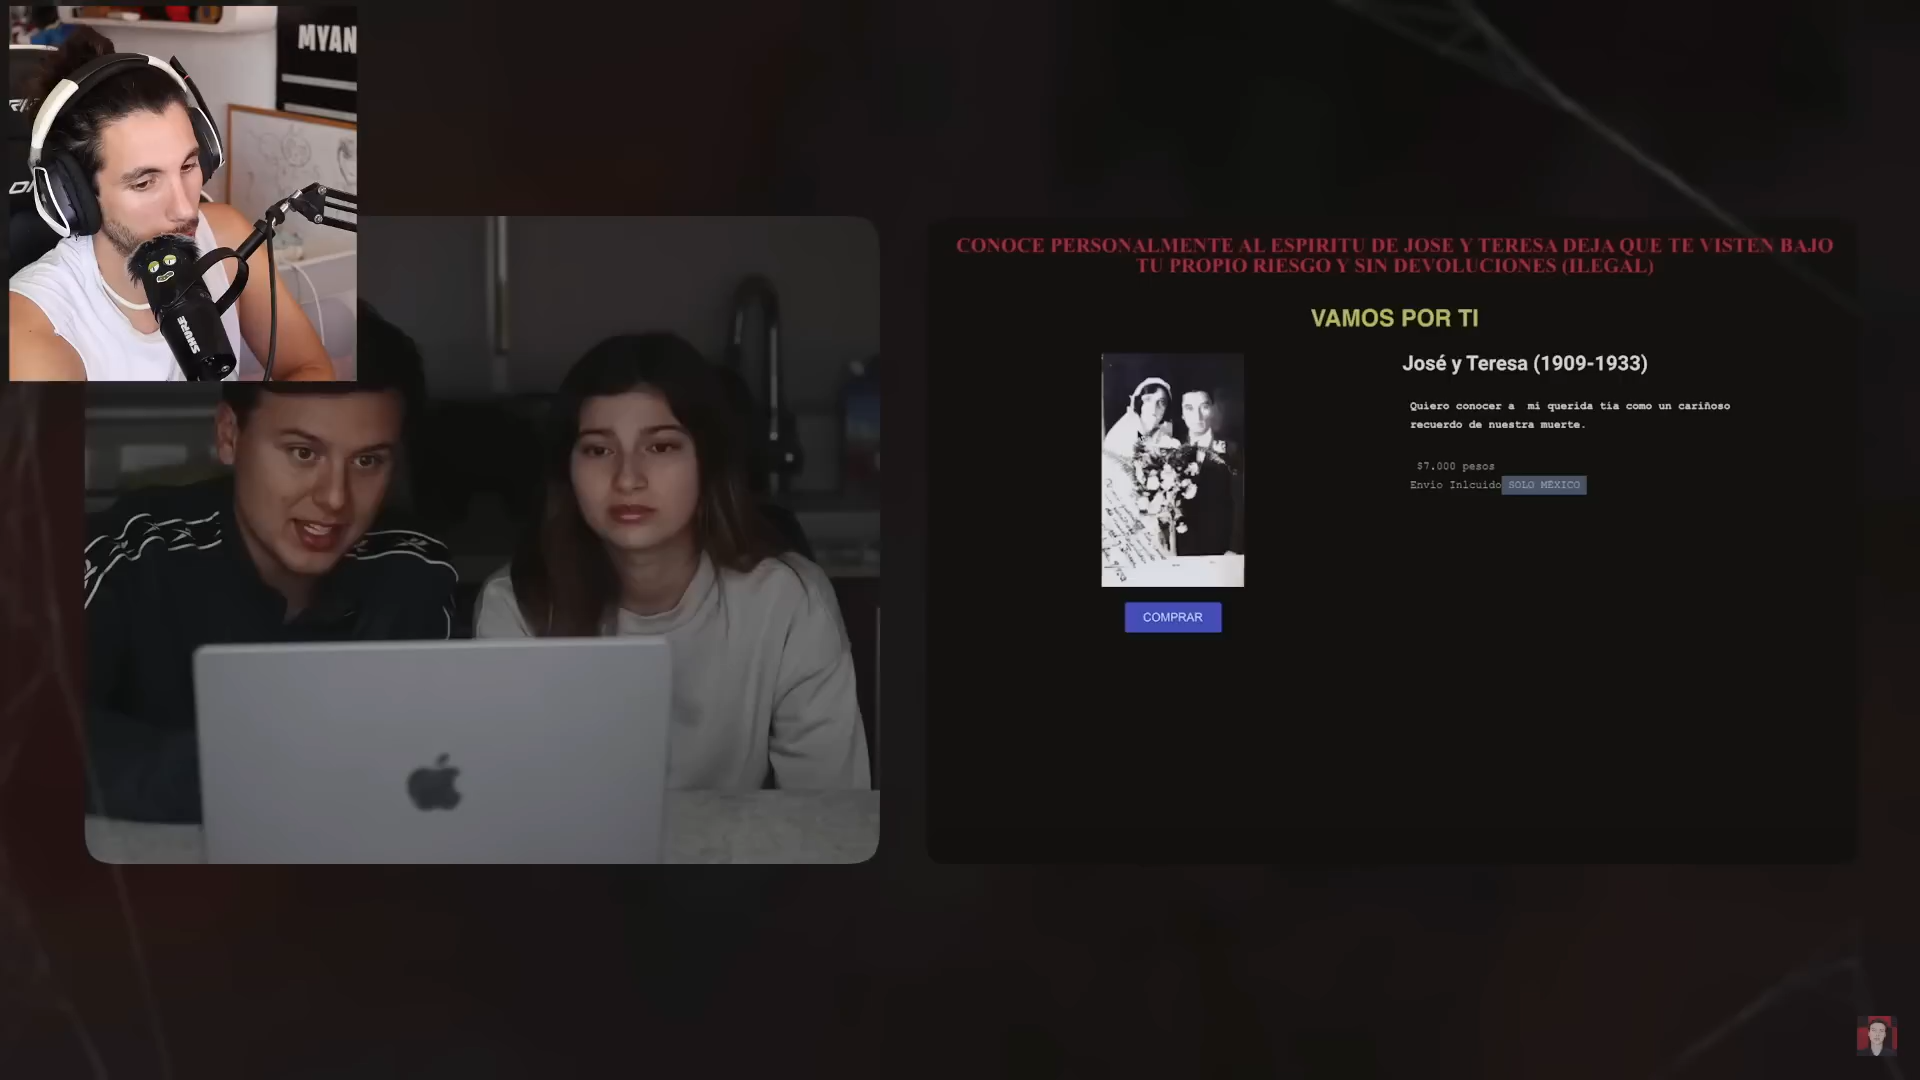 MYAN
SHURE
CONOCE PERSONALMENTE AL ESPIRITU DE JOSE Y TERESA DEJA QUE TE VISTEN BAJO
TU PROPIO RIESGO Y SIN DEVOLUCIONES (ILEGAL)
VAMOS POR TI
José y Teresa (1909-1933)
Quiero conocer a mi querida tia como un cariñoso
recuerdo de nuestra muerte.
$7.000 pesos
Envio Inlcuido SOLO MÉXICO
COMPRAR